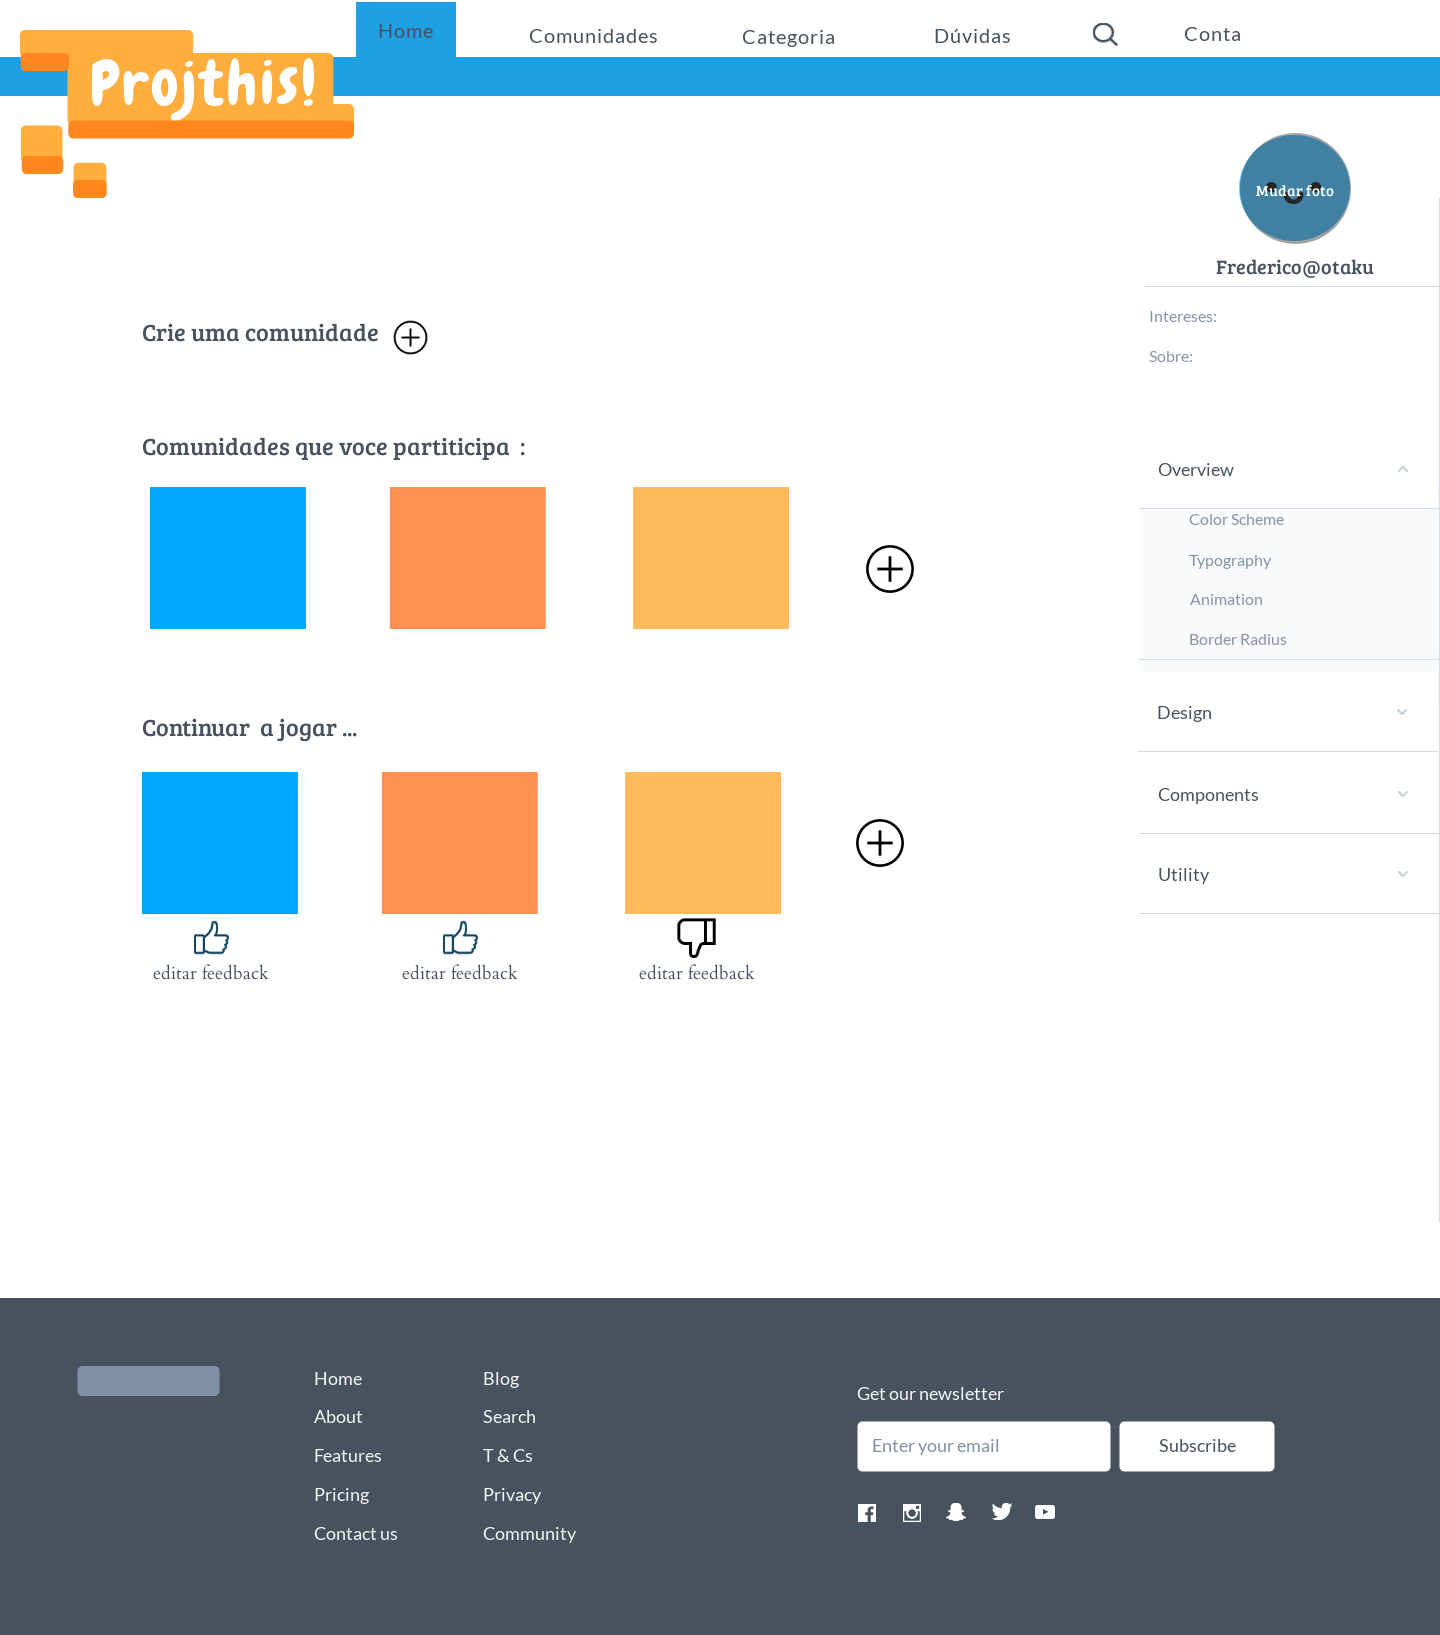 Home
Comunidades
Categoria
Dúvidas
Conta
Projthis!
Mudar foto
Frederico@otaku
Intereses:
Sobre:
Crie uma comunidade
Comunidades que voce partiticipa :
Overview
Color Scheme
Typography
Animation
Border Radius
Design
Components
Utility
Continuar a jogar ...
editar feedback
editar feedback
editar feedback
Home
About
Features
Pricing
Contact us
Blog
Search
T & Cs
Privacy
Community
Get our newsletter
Enter your email
Subscribe